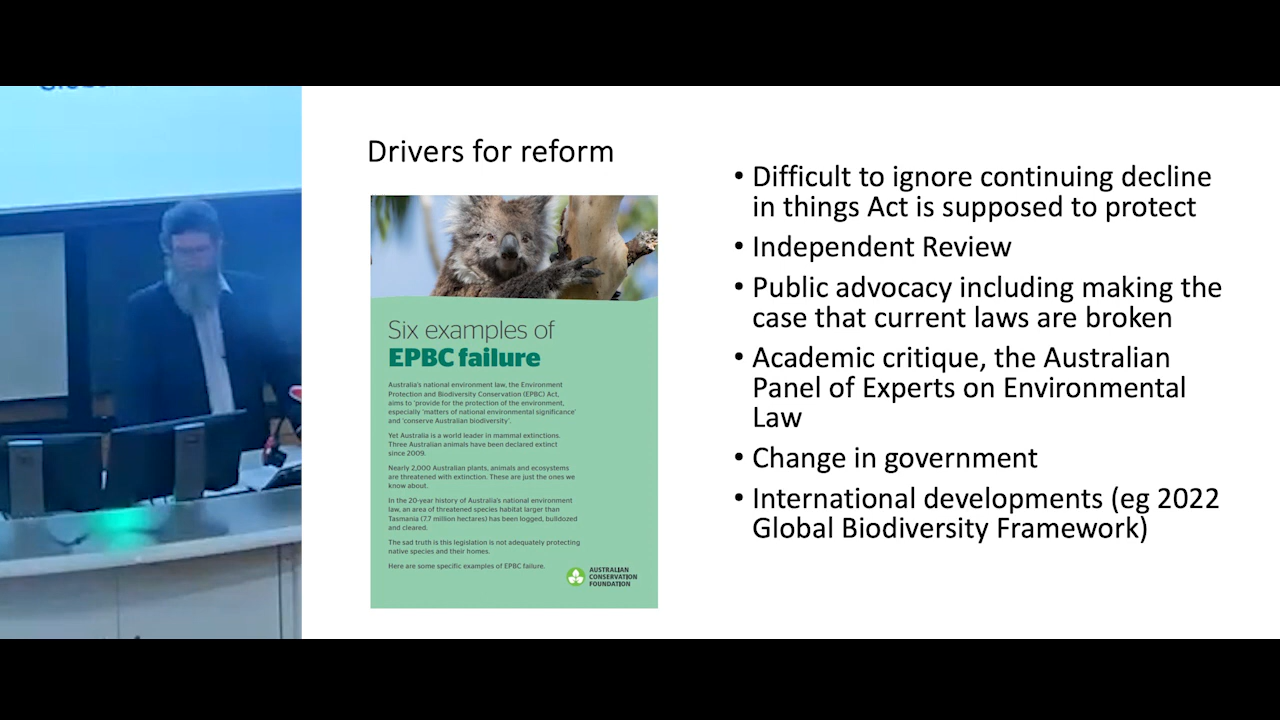 Drivers for reform
Six examples of
EPBC failure
Australia's national environment law, the Environment
Protection and Biodiversity Conservation (EPBC) Act,
aims to 'provide for the protection of the environment,
especially 'matters of national environmental significance'
and 'conserve Australian biodiversity'.
Yet Australia is a world leader in mammal extinctions.
Three Australian animals have been declared extinct
since 2009.
Nearly 2,000 Australian plants, animals and ecosystems
are threatened with extinction. These are just the ones we
know about.
In the 20-year history of Australia's national environment
law, an area of threatened species habitat larger than
Tasmania (7.7 million hectares) has been logged, bulldozed
and cleared.
The sad truth is this legislation is not adequately protecting
native species and their homes.
Here are some specific examples of EPBC failure.
AUSTRALIAN
CONSERVATION
FOUNDATION
• Difficult to ignore continuing decline
in things Act is supposed to protect
• Independent Review
• Public advocacy including making the
case that current laws are broken
• Academic critique, the Australian
Panel of Experts on Environmental
Law
• Change in government
• International developments (eg 2022
Global Biodiversity Framework)